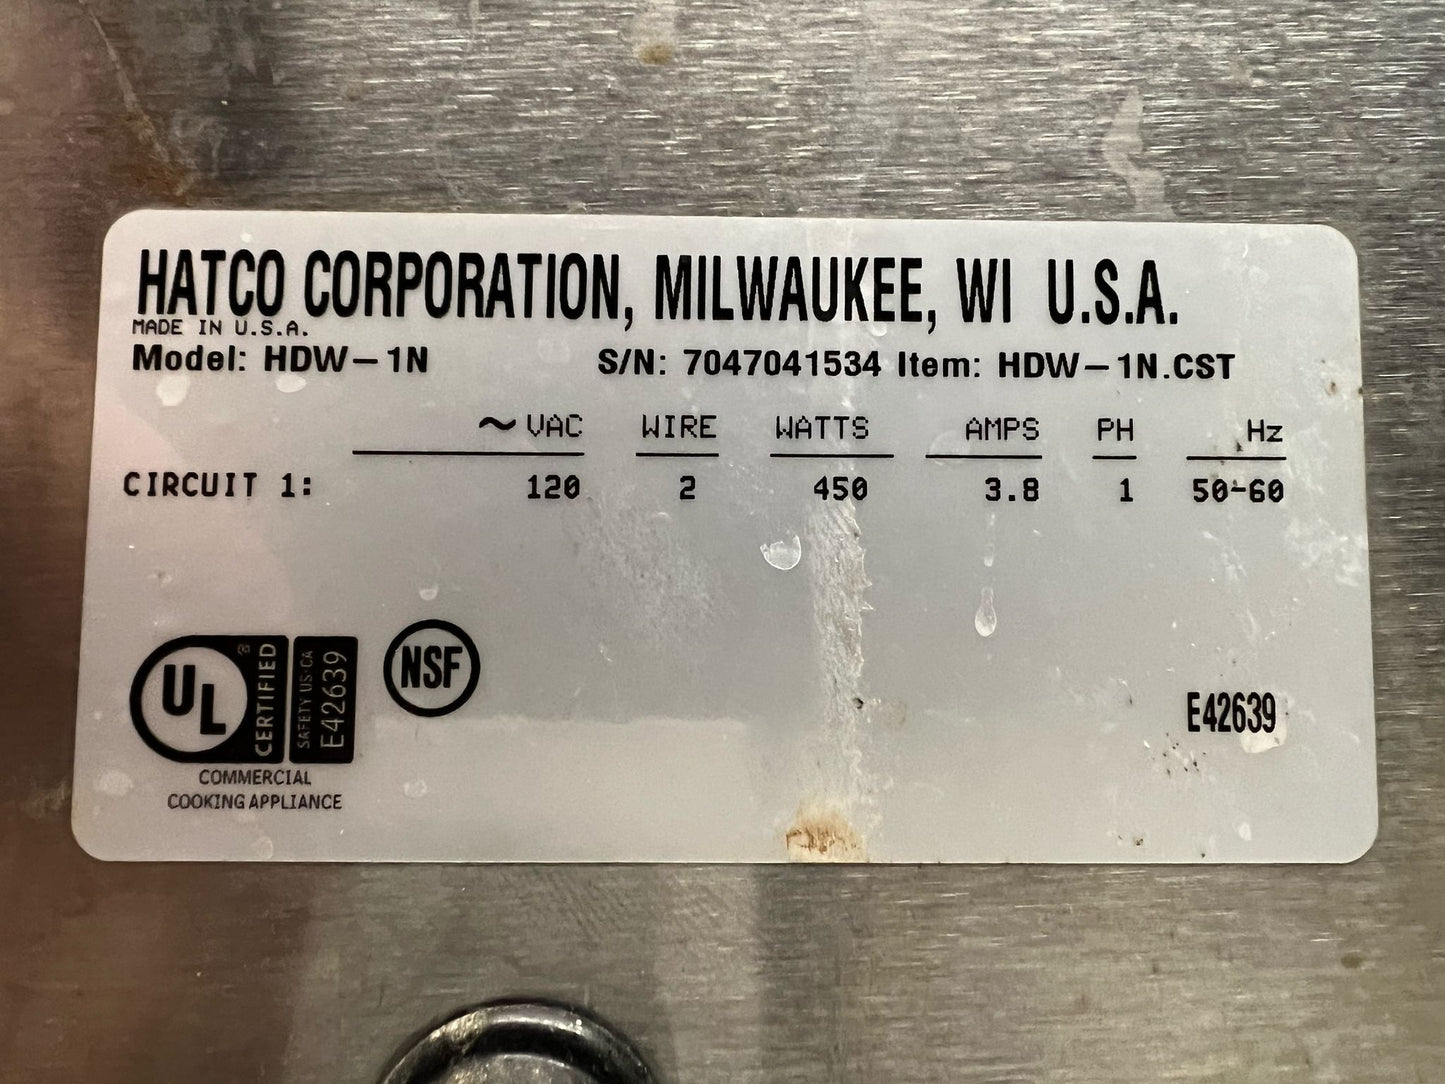 HATCO CORPORATION, MILWAUKEE, WI U.S.A.
MADE IN U.S.A.
Model: HDW-1N S/N: 7047041534 Item: HDW-1N.CST
~ VAC WIRE WATTS AMPS PH Hz
CIRCUIT 1: 120 2 450 3.8 1 50-60
UL ® CERTIFIED SAFETY US·CA E42639
NSF
E42639
COMMERCIAL
COOKING APPLIANCE